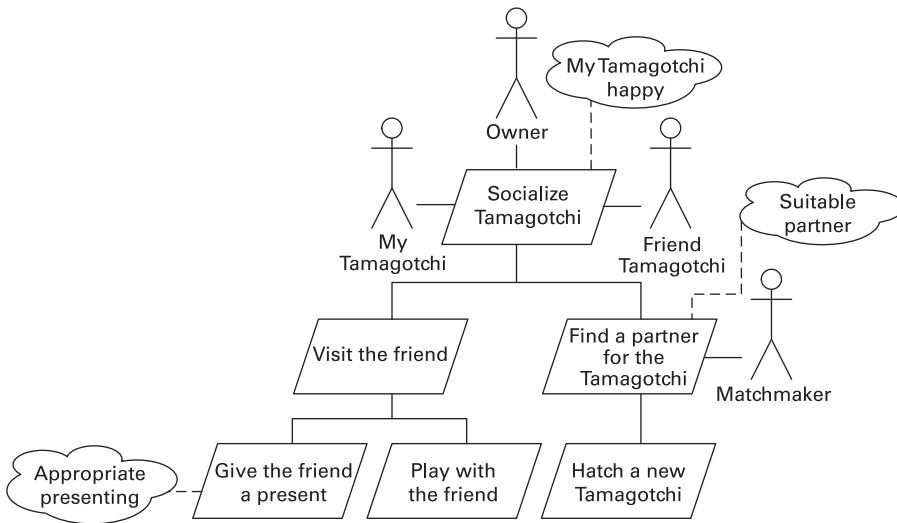 My Tamagotchi
happy
Owner
Socialize
Tamagotchi
Suitable
partner
My
Tamagotchi
Friend
Tamagotchi
Visit the friend
Find a partner
for the
Tamagotchi
Matchmaker
Appropriate
presenting
Give the friend
a present
Play with
the friend
Hatch a new
Tamagotchi